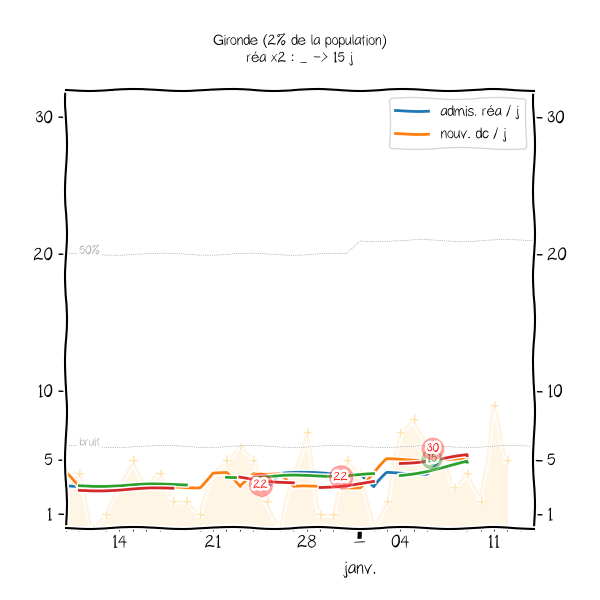 Gironde (2% de la population)
réa x2 : _ -> 15 j
admis. réa / j
nouv. dc / j
30 30
50%
20 20
10 10
bruit
30
5 15 5
22 22
1 1
14 21 28 04 11
janv.